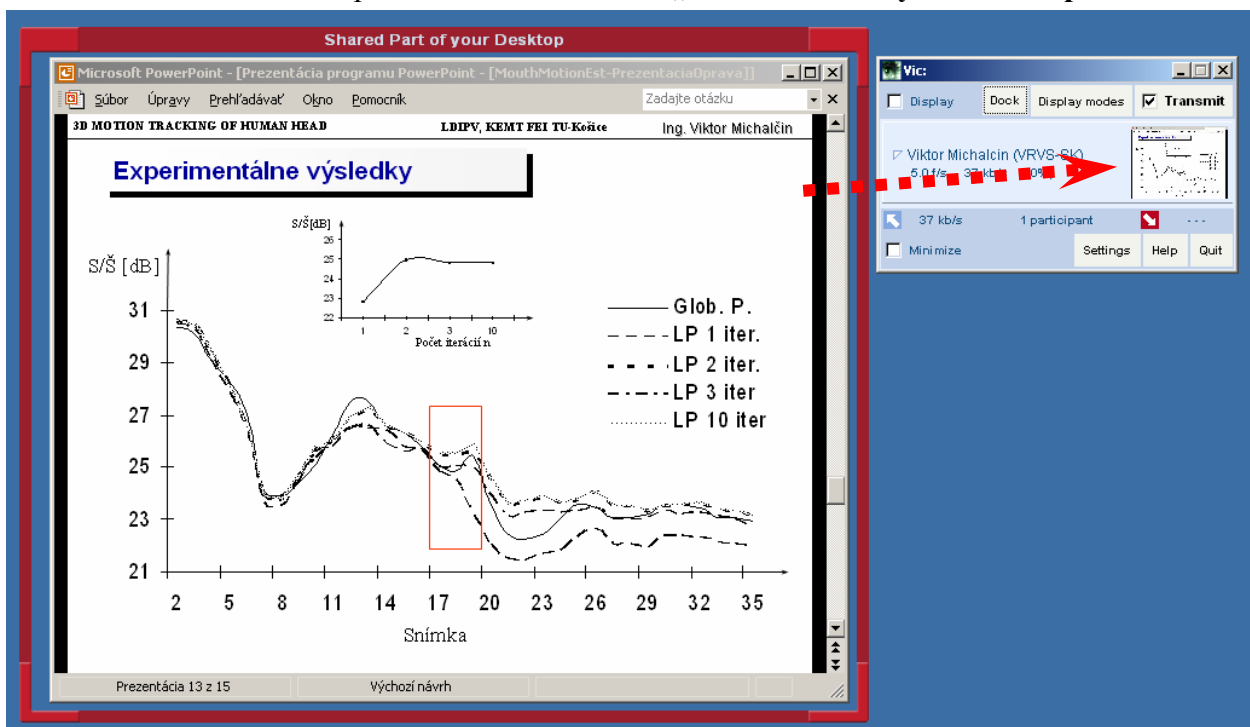 Shared Part of your Desktop
Microsoft PowerPoint - [Prezentácia programu PowerPoint - [MouthMotionEst-PrezentaciaOprava]]
Súbor Úpravy Prehľadávať Okno Pomocník Zadajte otázku
3D MOTION TRACKING OF HUMAN HEAD LDIPV, KEMT FEI TU-Košice Ing. Viktor Michalčin
Experimentálne výsledky
S/Š[dB]
26
25
24
23
22
1 2 3 10
Počet iterácií n
S/Š [dB]
31
29
27
25
23
21
2 5 8 11 14 17 20 23 26 29 32 35
Snímka
Glob. P.
LP 1 iter.
LP 2 iter.
LP 3 iter
LP 10 iter
Prezentácia 13 z 15 Výchozí návrh
Vic:
Display Dock Display modes Transmit
Viktor Michalcin (VRVS-SK)
5.0 f/s 37 kb/s
37 kb/s 1 participant ---
Minimize Settings Help Quit